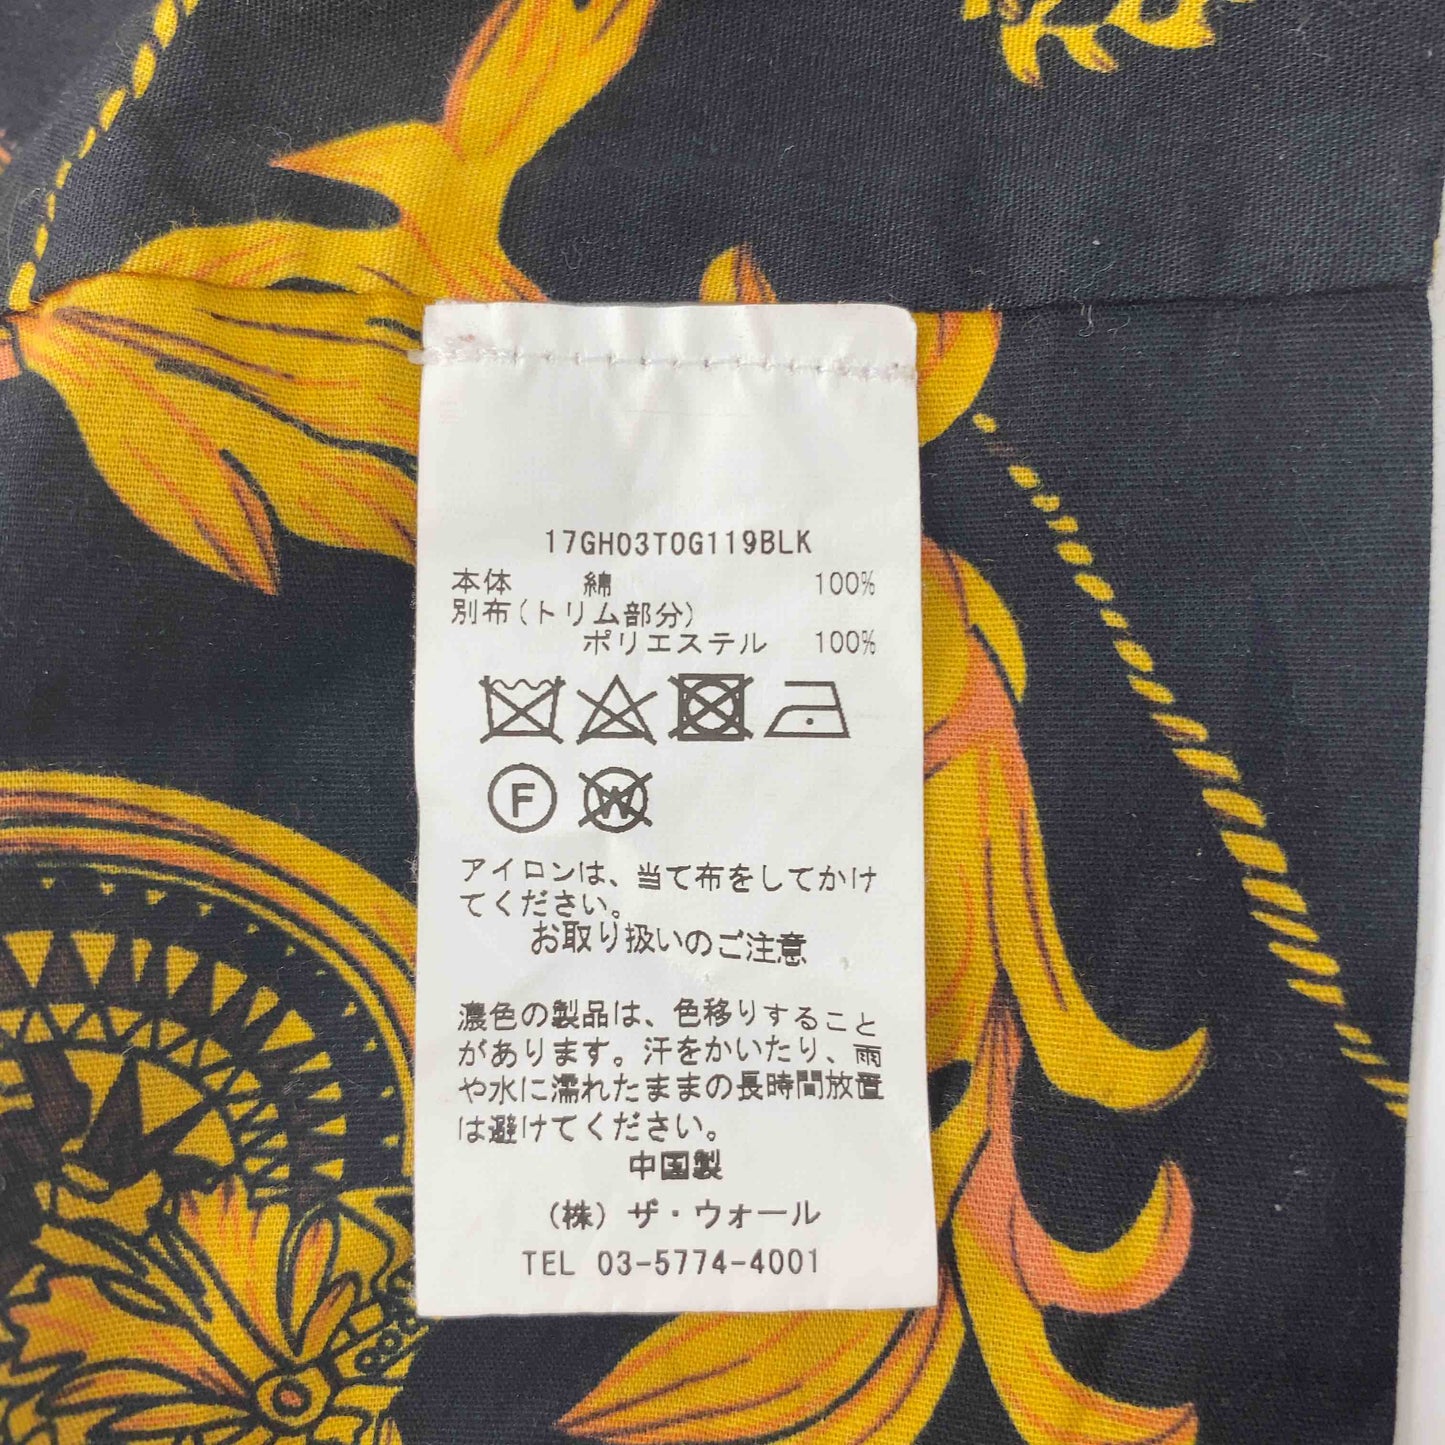 17GH03TOG119BLK
本体 綿 100%
別布(トリム部分)
ポリエステル 100%
F W
アイロンは、当て布をしてかけ
てください。
お取り扱いのご注意
濃色の製品は、色移りすること
があります。汗をかいたり、雨
や水に濡れたままの長時間放置
は避けてください。
中国製
(株) ザ・ウォール
TEL 03-5774-4001